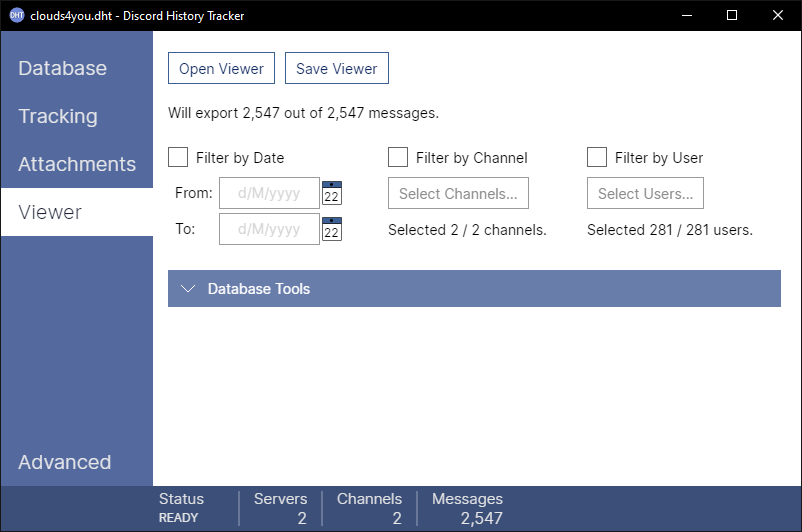 DHT clouds4you.dht - Discord History Tracker
Database
Tracking
Attachments
Viewer
Advanced
Open Viewer Save Viewer
Will export 2,547 out of 2,547 messages.
Filter by Date Filter by Channel Filter by User
From: d/M/yyyy 22 Select Channels... Select Users...
To: d/M/yyyy 22 Selected 2 / 2 channels. Selected 281 / 281 users.
Database Tools
Status Servers Channels Messages
READY 2 2 2,547